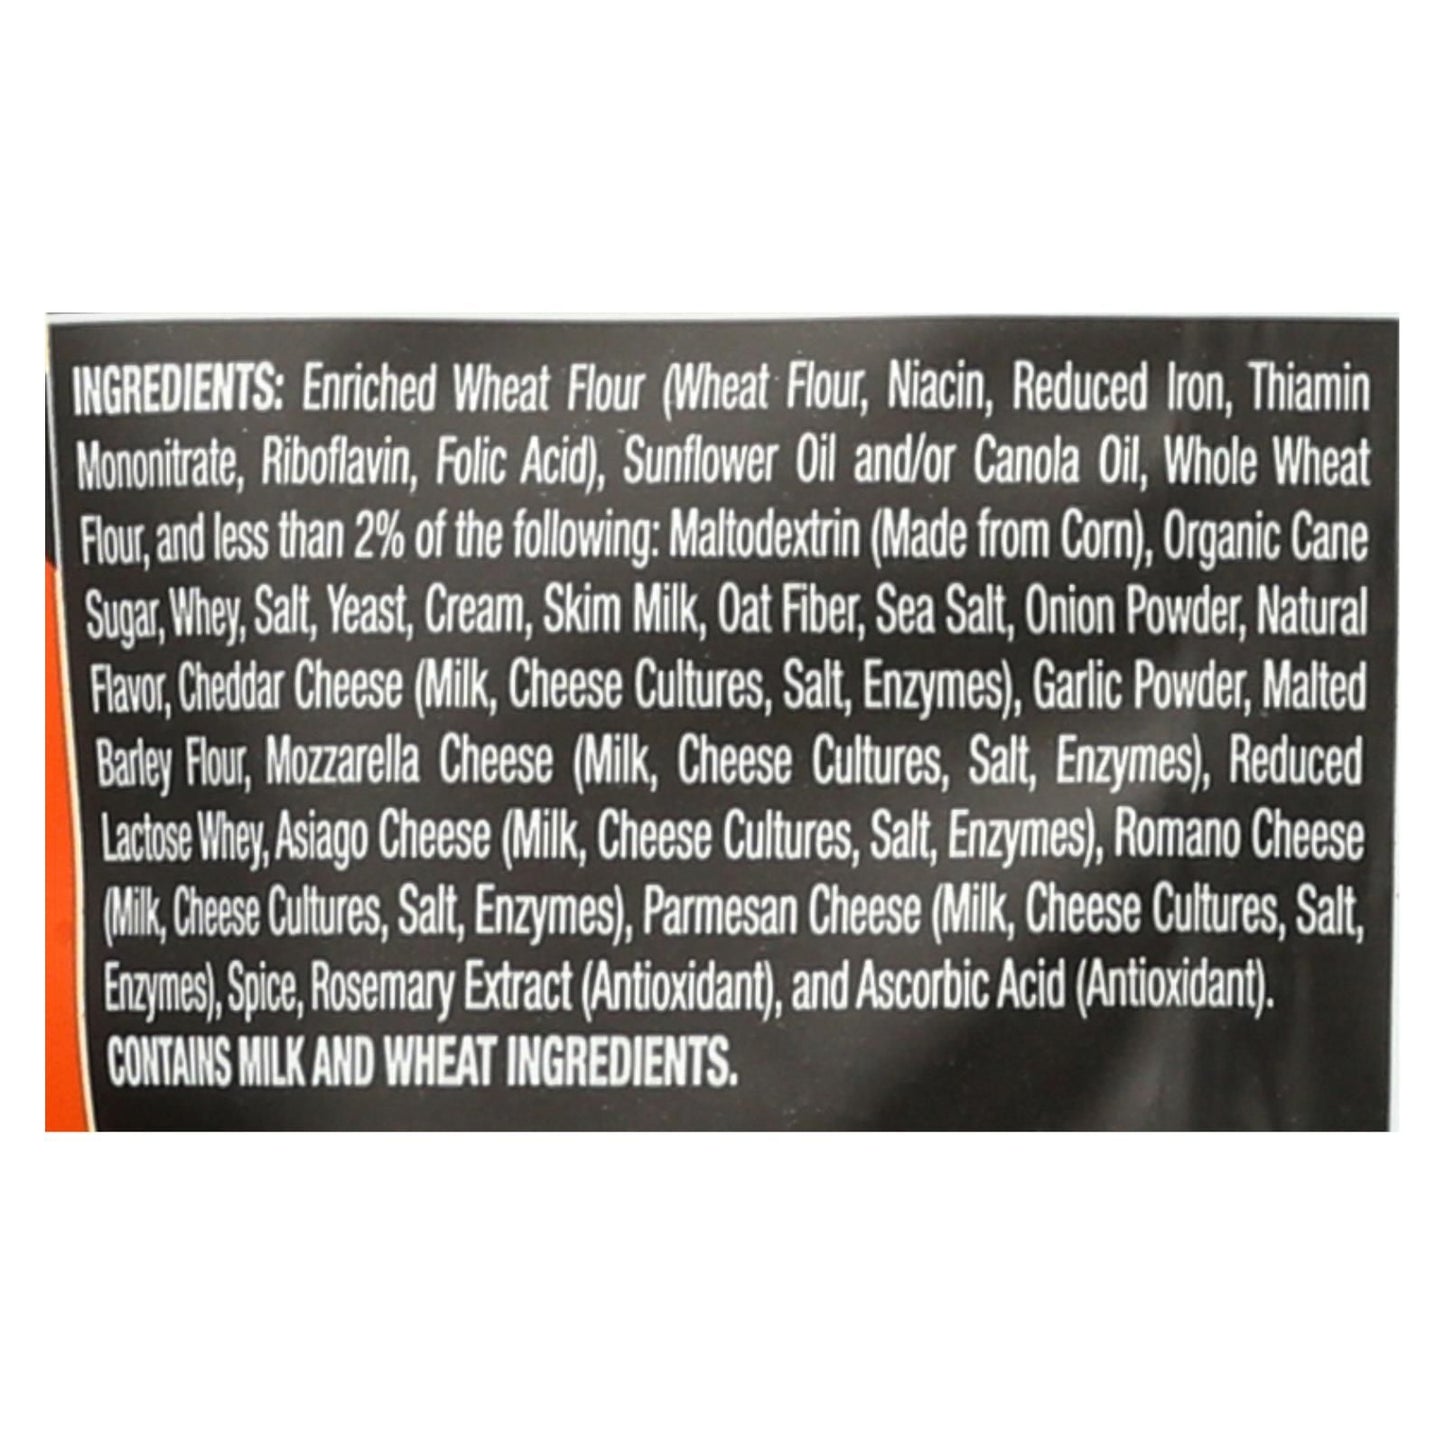 INGREDIENTS: Enriched Wheat Flour (Wheat Flour, Niacin, Reduced Iron, Thiamin
Mononitrate, Riboflavin, Folic Acid), Sunflower Oil and/or Canola Oil, Whole Wheat
Flour, and less than 2% of the following: Maltodextrin (Made from Corn), Organic Cane
Sugar, Whey, Salt, Yeast, Cream, Skim Milk, Oat Fiber, Sea Salt, Onion Powder, Natural
Flavor, Cheddar Cheese (Milk, Cheese Cultures, Salt, Enzymes), Garlic Powder, Malted
Barley Flour, Mozzarella Cheese (Milk, Cheese Cultures, Salt, Enzymes), Reduced
Lactose Whey, Asiago Cheese (Milk, Cheese Cultures, Salt, Enzymes), Romano Cheese
(Milk, Cheese Cultures, Salt, Enzymes), Parmesan Cheese (Milk, Cheese Cultures, Salt,
Enzymes), Spice, Rosemary Extract (Antioxidant), and Ascorbic Acid (Antioxidant).
CONTAINS MILK AND WHEAT INGREDIENTS.